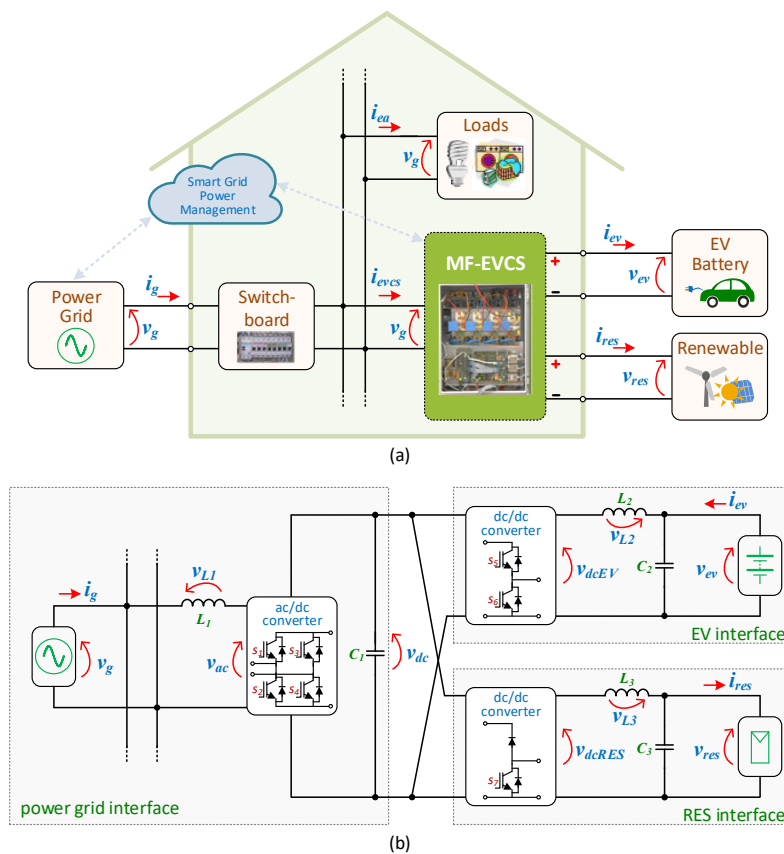 i_ea
Loads
v_g
Smart Grid
Power
Management
i_ev
MF-EVCS
EV
Battery
+
v_ev
–
i_g
i_evcs
Power
Grid
Switch-
board
v_g
v_g
i_res
Renewable
+
v_res
–
(a)
L_2
i_ev
dc/dc
converter
v_L2
S_5
S_6
v_dcEV
C_2
v_ev
EV interface
v_L1
i_g
L_1
ac/dc
converter
S_1
S_3
S_2
S_4
v_g
v_ac
C_1
v_dc
L_3
i_res
dc/dc
converter
v_L3
S_7
v_dcRES
C_3
v_res
power grid interface
RES interface
(b)